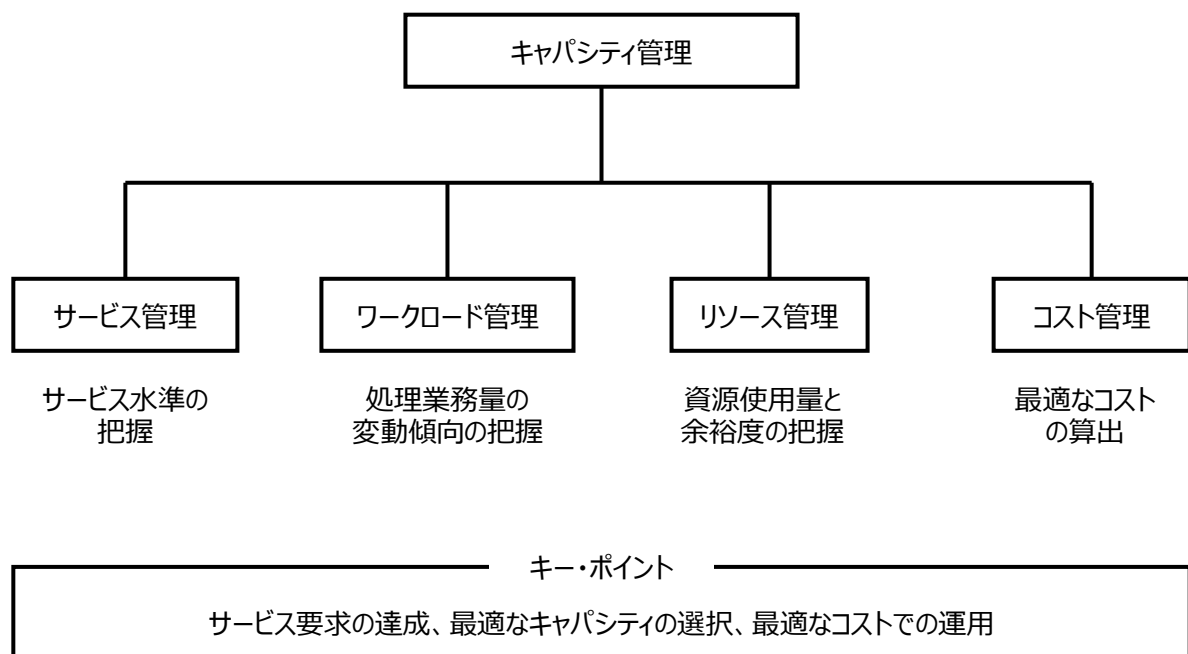 キャパシティ管理
サービス管理
ワークロード管理
リソース管理
コスト管理
サービス水準の
把握
処理業務量の
変動傾向の把握
資源使用量と
余裕度の把握
最適なコスト
の算出
キー・ポイント
サービス要求の達成、最適なキャパシティの選択、最適なコストでの運用